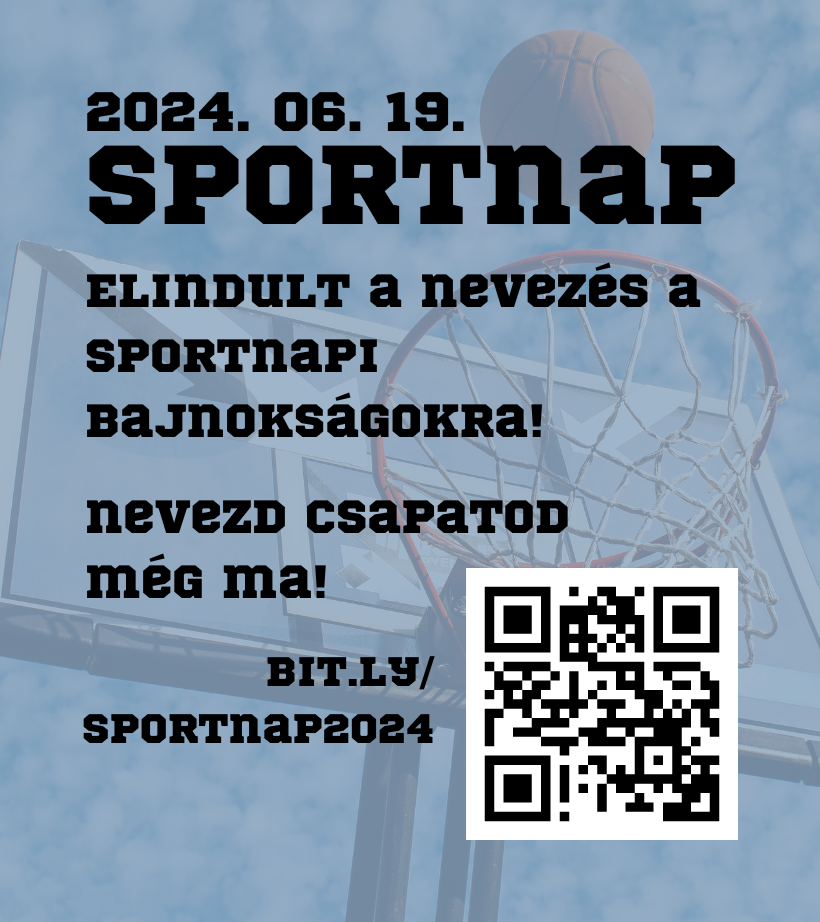 2024. 06. 19.
SPORTnaP
ELInDULT a nevezés a
SPORTnaPI
BaJnOKSáGOKRa!
nevezD CSaPaTOD
méG ma!
BIT.LY/
SPORTnaP2024